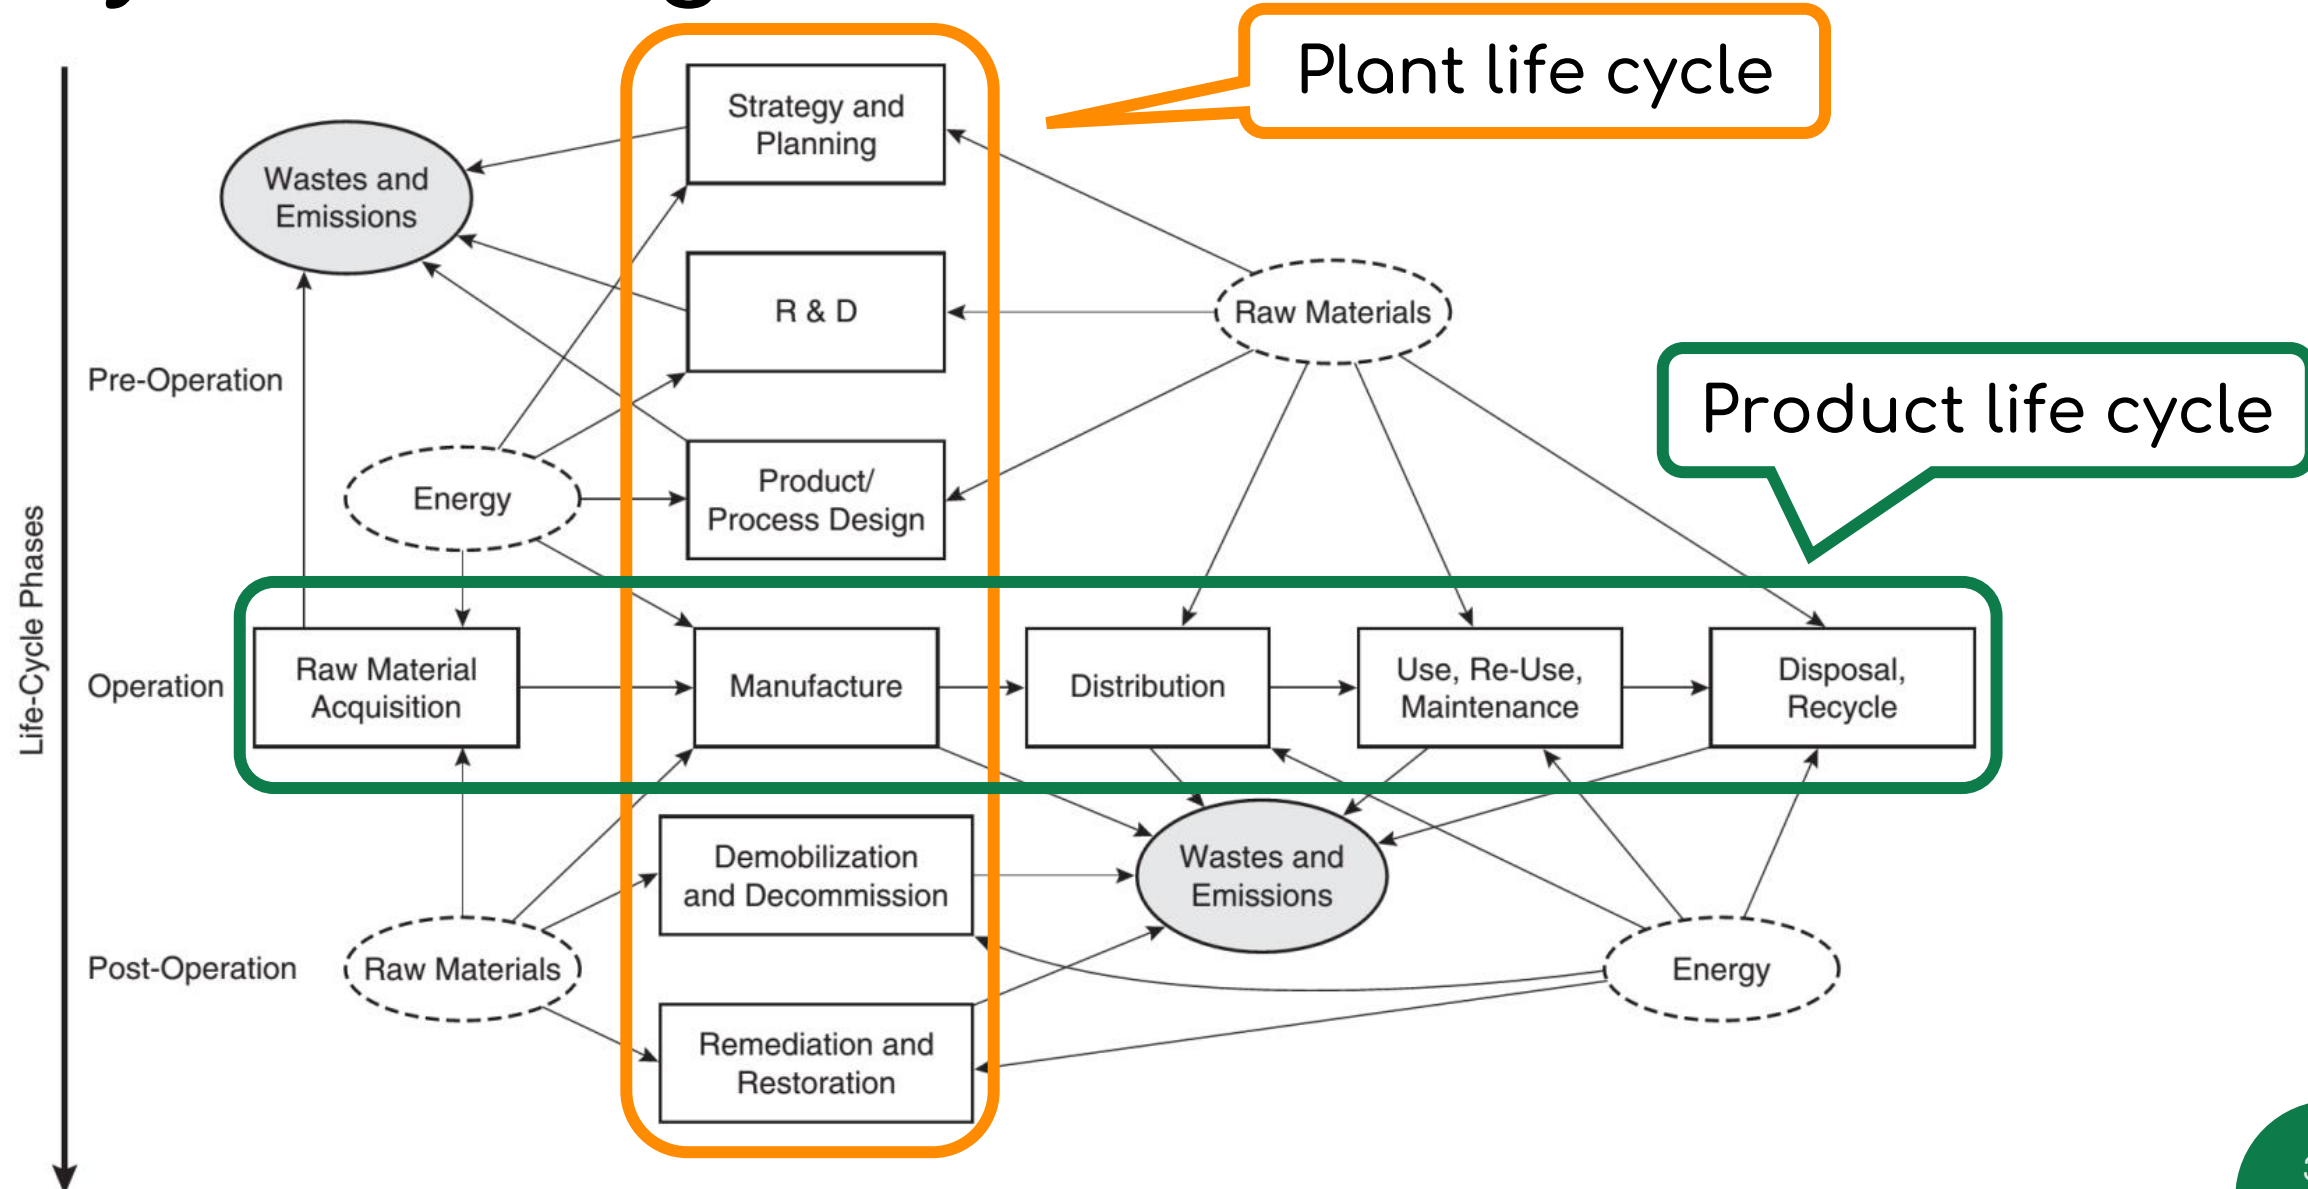 Plant life cycle
Strategy and
Planning
Wastes and
Emissions
R & D
Raw Materials
Pre-Operation
Product life cycle
Energy
Product/
Process Design
Life-Cycle Phases
Operation
Raw Material
Acquisition
Manufacture
Distribution
Use, Re-Use,
Maintenance
Disposal,
Recycle
Demobilization
and Decommission
Wastes and
Emissions
Post-Operation
Raw Materials
Energy
Remediation and
Restoration